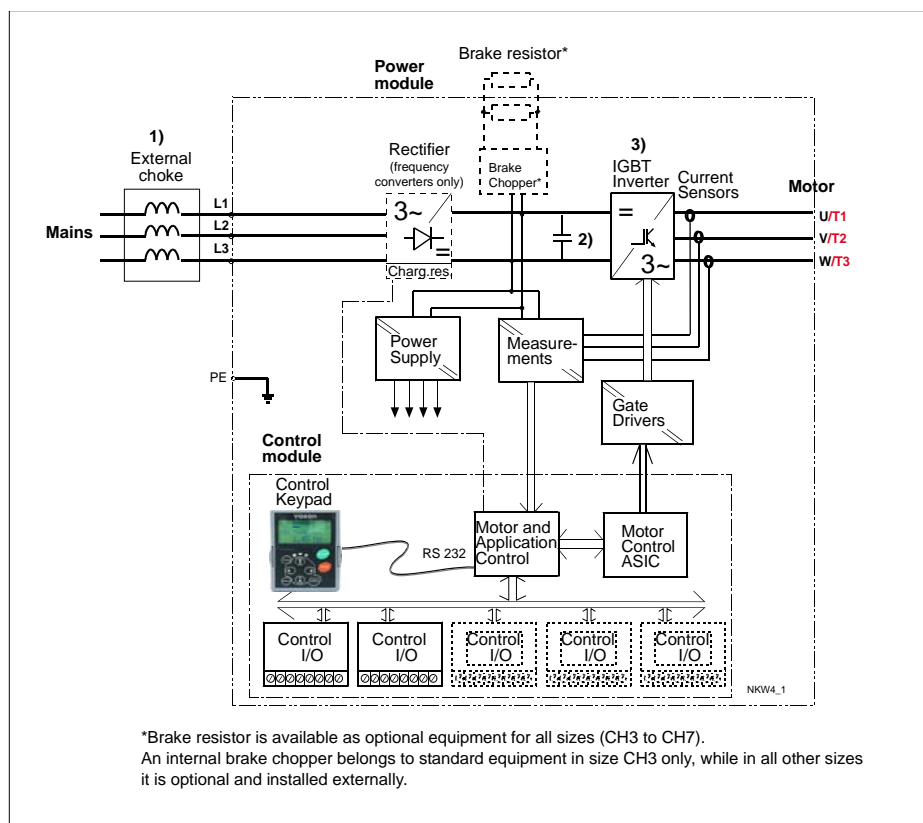 Brake resistor*
Power
module
1)
External
choke
Rectifier
(frequency
converters only)
Brake
Chopper*
3)
IGBT
Inverter
Current
Sensors
Motor
Mains
L1
L2
L3
3~
=
Charg.res
2)
=
3~
U/T1
V/T2
W/T3
Power
Supply
Measure-
ments
PE
Gate
Drivers
Control
module
Control
Keypad
RS 232
Motor and
Application
Control
Motor
Control
ASIC
Control
I/O
Control
I/O
Control
I/O
Control
I/O
Control
I/O
NKW4_1
*Brake resistor is available as optional equipment for all sizes (CH3 to CH7).
An internal brake chopper belongs to standard equipment in size CH3 only, while in all other sizes
it is optional and installed externally.